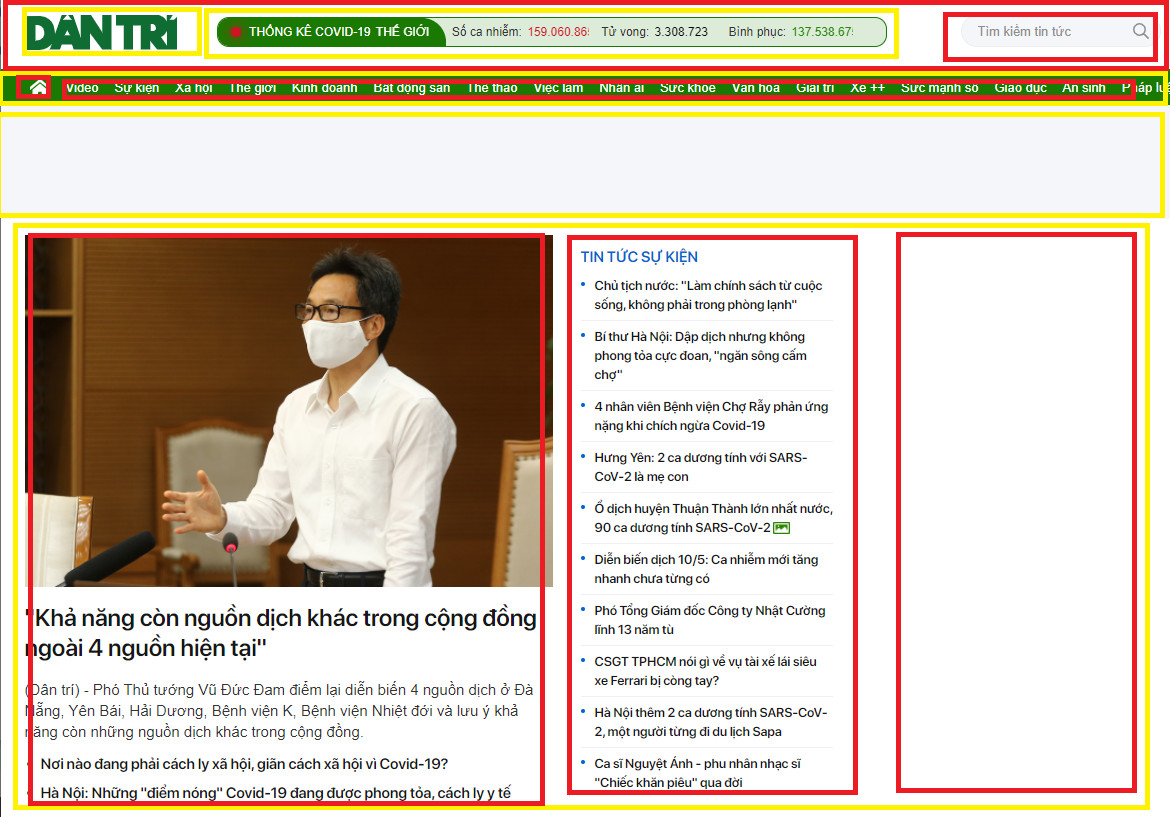 DÂN TRÍ
THỐNG KÊ COVID-19 THẾ GIỚI Số ca nhiễm: 159.060.86 Tử vong: 3.308.723 Bình phục: 137.538.67
Tìm kiếm tin tức
Video Sự kiện Xã hội Thế giới Kinh doanh Bất động sản Thể thao Việc làm Nhân ái Sức khỏe Văn hóa Giải trí Xe ++ Sức mạnh số Giáo dục An sinh Pháp lu
"Khả năng còn nguồn dịch khác trong cộng đồng
ngoài 4 nguồn hiện tại"
(Dân trí) - Phó Thủ tướng Vũ Đức Đam điểm lại diễn biến 4 nguồn dịch ở Đà
Nẵng, Yên Bái, Hải Dương, Bệnh viện K, Bệnh viện Nhiệt đới và lưu ý khả
năng còn những nguồn dịch khác trong cộng đồng.
Nơi nào đang phải cách ly xã hội, giãn cách xã hội vì Covid-19?
Hà Nội: Những "điểm nóng" Covid-19 đang được phong tỏa, cách ly y tế
TIN TỨC SỰ KIỆN
Chủ tịch nước: "Làm chính sách từ cuộc
sống, không phải trong phòng lạnh"
Bí thư Hà Nội: Dập dịch nhưng không
phong tỏa cực đoan, "ngăn sông cấm
chợ"
4 nhân viên Bệnh viện Chợ Rẫy phản ứng
nặng khi chích ngừa Covid-19
Hưng Yên: 2 ca dương tính với SARS-
CoV-2 là mẹ con
Ổ dịch huyện Thuận Thành lớn nhất nước,
90 ca dương tính SARS-CoV-2
Diễn biến dịch 10/5: Ca nhiễm mới tăng
nhanh chưa từng có
Phó Tổng Giám đốc Công ty Nhật Cường
lĩnh 13 năm tù
CSGT TPHCM nói gì về vụ tài xế lái siêu
xe Ferrari bị còng tay?
Hà Nội thêm 2 ca dương tính SARS-CoV-
2, một người từng đi du lịch Sapa
Ca sĩ Nguyệt Ánh - phu nhân nhạc sĩ
"Chiếc khăn piêu" qua đời